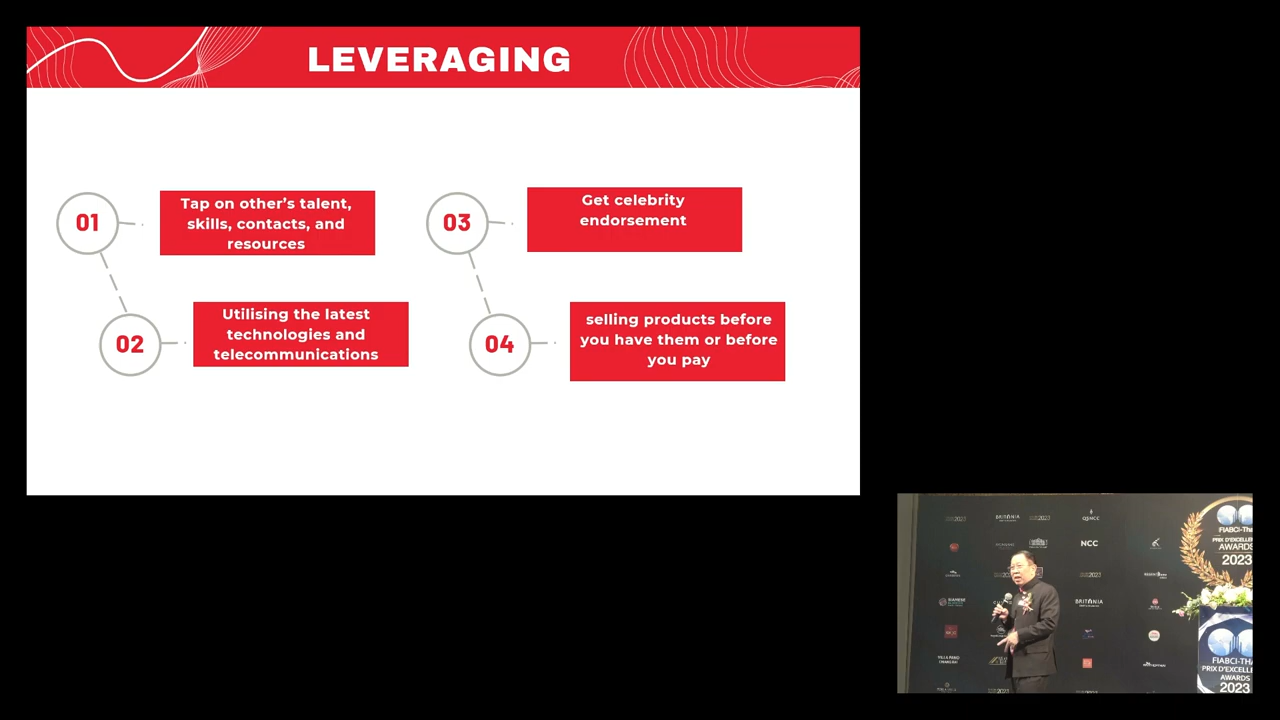 LEVERAGING
01
Tap on other's talent,
skills, contacts, and
resources
02
Utilising the latest
technologies and
telecommunications
03
Get celebrity
endorsement
04
selling products before
you have them or before
you pay
BRITANIA
NCC
NCC
BRITANIA
FIABCI-Tha
PRIX D'EXCELLE
AWARDS
2023
FIABCI-THA
PRIX D'EXCELLE
AWARDS
2023